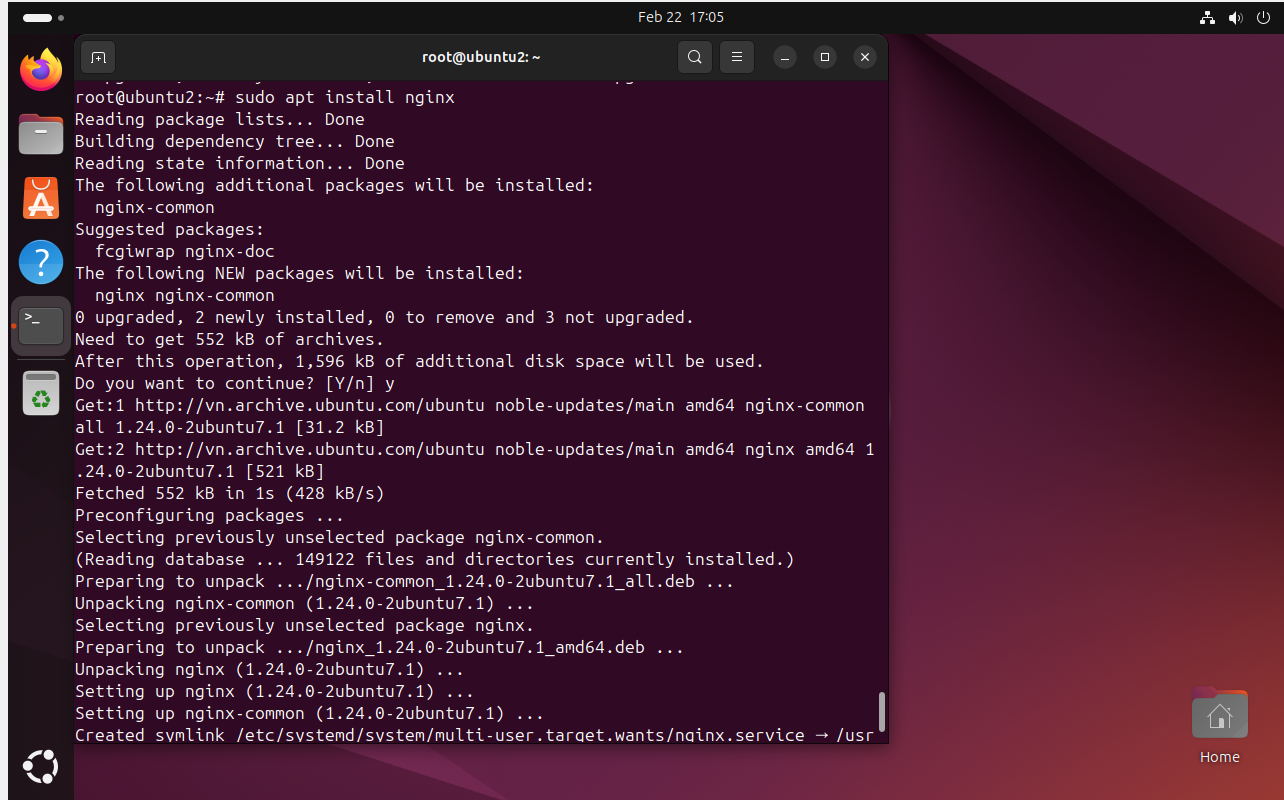 Feb 22 17:05
root@ubuntu2: ~
root@ubuntu2:~# sudo apt install nginx
Reading package lists... Done
Building dependency tree... Done
Reading state information... Done
The following additional packages will be installed:
  nginx-common
Suggested packages:
  fcgiwrap nginx-doc
The following NEW packages will be installed:
  nginx nginx-common
0 upgraded, 2 newly installed, 0 to remove and 3 not upgraded.
Need to get 552 kB of archives.
After this operation, 1,596 kB of additional disk space will be used.
Do you want to continue? [Y/n] y
Get:1 http://vn.archive.ubuntu.com/ubuntu noble-updates/main amd64 nginx-common
all 1.24.0-2ubuntu7.1 [31.2 kB]
Get:2 http://vn.archive.ubuntu.com/ubuntu noble-updates/main amd64 nginx amd64 1
.24.0-2ubuntu7.1 [521 kB]
Fetched 552 kB in 1s (428 kB/s)
Preconfiguring packages ...
Selecting previously unselected package nginx-common.
(Reading database ... 149122 files and directories currently installed.)
Preparing to unpack .../nginx-common_1.24.0-2ubuntu7.1_all.deb ...
Unpacking nginx-common (1.24.0-2ubuntu7.1) ...
Selecting previously unselected package nginx.
Preparing to unpack .../nginx_1.24.0-2ubuntu7.1_amd64.deb ...
Unpacking nginx (1.24.0-2ubuntu7.1) ...
Setting up nginx (1.24.0-2ubuntu7.1) ...
Setting up nginx-common (1.24.0-2ubuntu7.1) ...
Created symlink /etc/systemd/system/multi-user.target.wants/nginx.service → /usr
Home